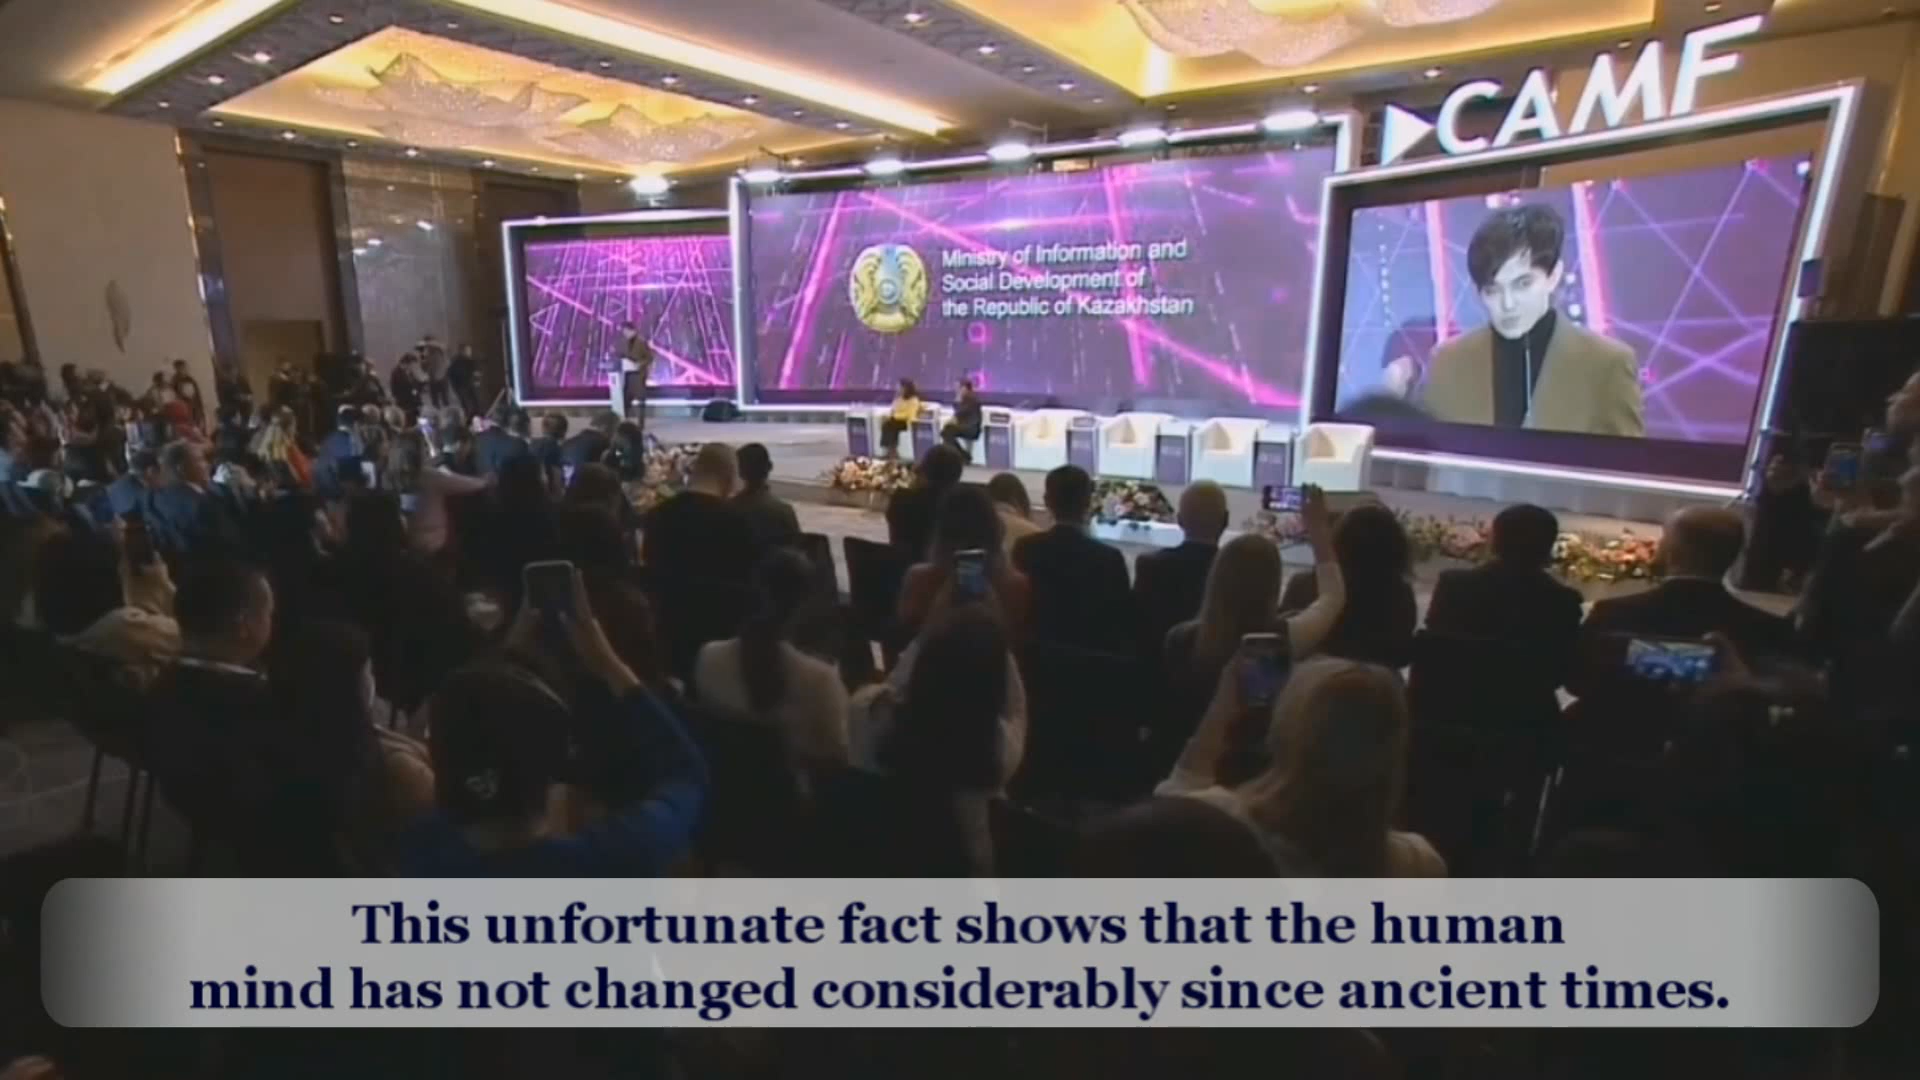 CAMF
Ministry of Information and
Social Development of
the Republic of Kazakhstan
This unfortunate fact shows that the human
mind has not changed considerably since ancient times.